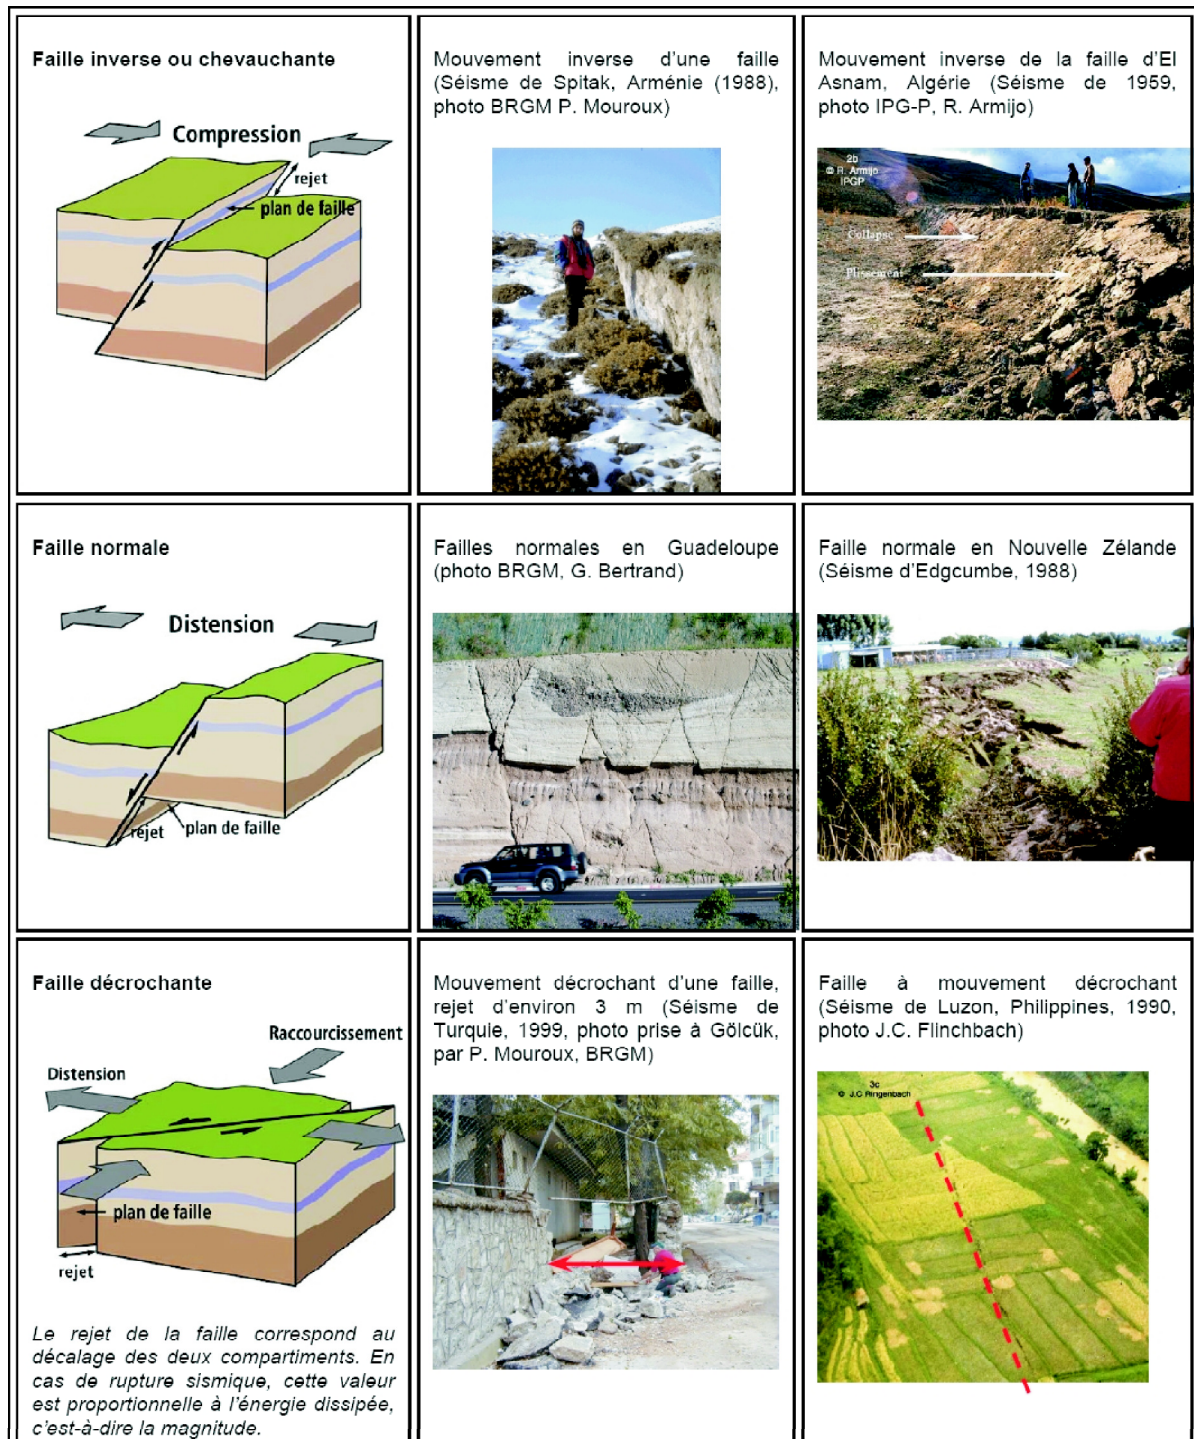 Faille inverse ou chevauchante
Compression
rejet
plan de faille
Mouvement inverse d'une faille
(Séisme de Spitak, Arménie (1988),
photo BRGM P. Mouroux)
Mouvement inverse de la faille d'El
Asnam, Algérie (Séisme de 1959,
photo IPG-P, R. Armijo)
2b
© R. Armijo
IPGP
Collapse
Plissement
Faille normale
Distension
rejet
plan de faille
Failles normales en Guadeloupe
(photo BRGM, G. Bertrand)
Faille normale en Nouvelle Zélande
(Séisme d'Edgcumbe, 1988)
Faille décrochante
Raccourcissement
Distension
plan de faille
rejet
Le rejet de la faille correspond au
décalage des deux compartiments. En
cas de rupture sismique, cette valeur
est proportionnelle à l'énergie dissipée,
c'est-à-dire la magnitude.
Mouvement décrochant d'une faille,
rejet d'environ 3 m (Séisme de
Turquie, 1999, photo prise à Gölcük,
par P. Mouroux, BRGM)
Faille à mouvement décrochant
(Séisme de Luzon, Philippines, 1990,
photo J.C. Flinchbach)
3c
© J.C Ringenbach